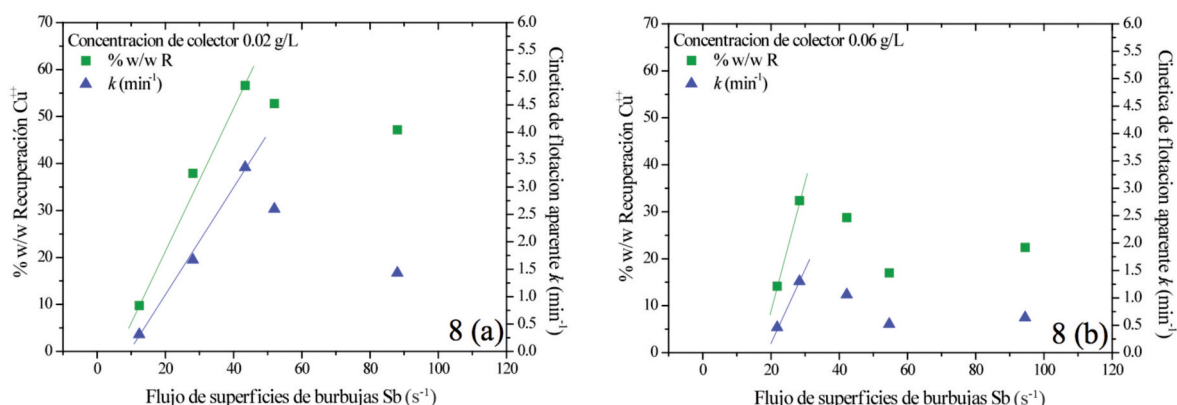 Concentracion de colector 0.02 g/L
% w/w R
k (min⁻¹)
% w/w Recuperación Cu⁺⁺
70
60
50
40
30
20
10
0
6.0
5.5
5.0
4.5
4.0
3.5
3.0
2.5
2.0
1.5
1.0
0.5
0.0
Cinetica de flotacion aparente k (min⁻¹)
8 (a)
0 20 40 60 80 100 120
Flujo de superficies de burbujas Sb (s⁻¹)
Concentracion de colector 0.06 g/L
% w/w R
k (min⁻¹)
% w/w Recuperación Cu⁺⁺
70
60
50
40
30
20
10
0
6.0
5.5
5.0
4.5
4.0
3.5
3.0
2.5
2.0
1.5
1.0
0.5
0.0
Cinetica de flotacion aparente k (min⁻¹)
8 (b)
0 20 40 60 80 100 120
Flujo de superficies de burbujas Sb (s⁻¹)